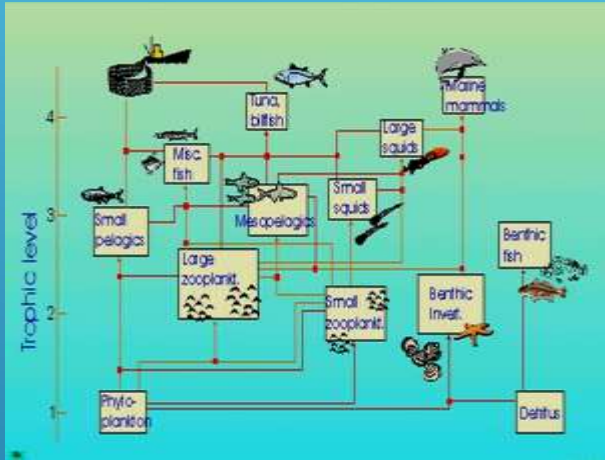 4
Tuna,
billfish
Marine
mammals
Large
squids
Misc.
fish
3
Small
pelagics
Mesopelagics
Small
squids
Benthic
fish
Large
zooplankt.
Trophic level
2
Small
zooplankt.
Benthic
Invert.
1
Phyto-
plankton
Detritus